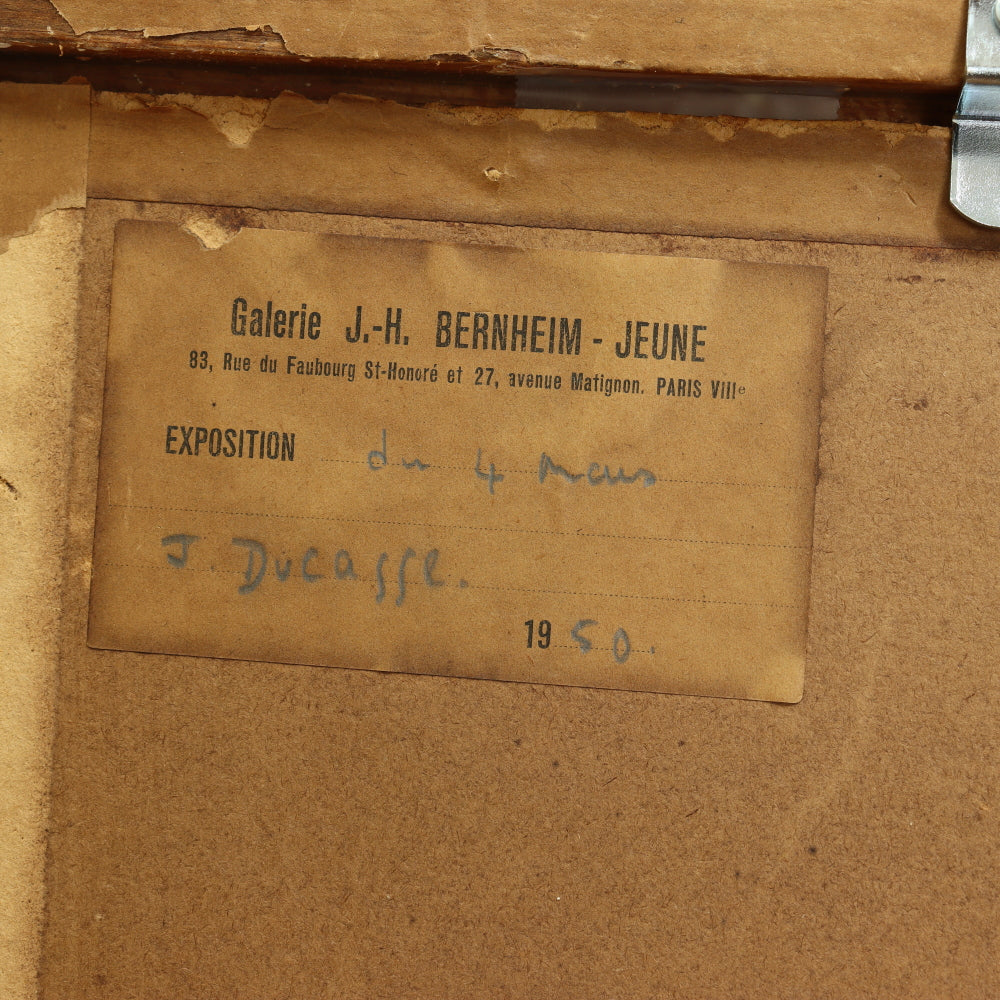 Galerie J.-H. BERNHEIM - JEUNE
83, Rue du Faubourg St-Honoré et 27, avenue Matignon. PARIS VIIIe
EXPOSITION du 4 mars
J. Ducasse.
1950.